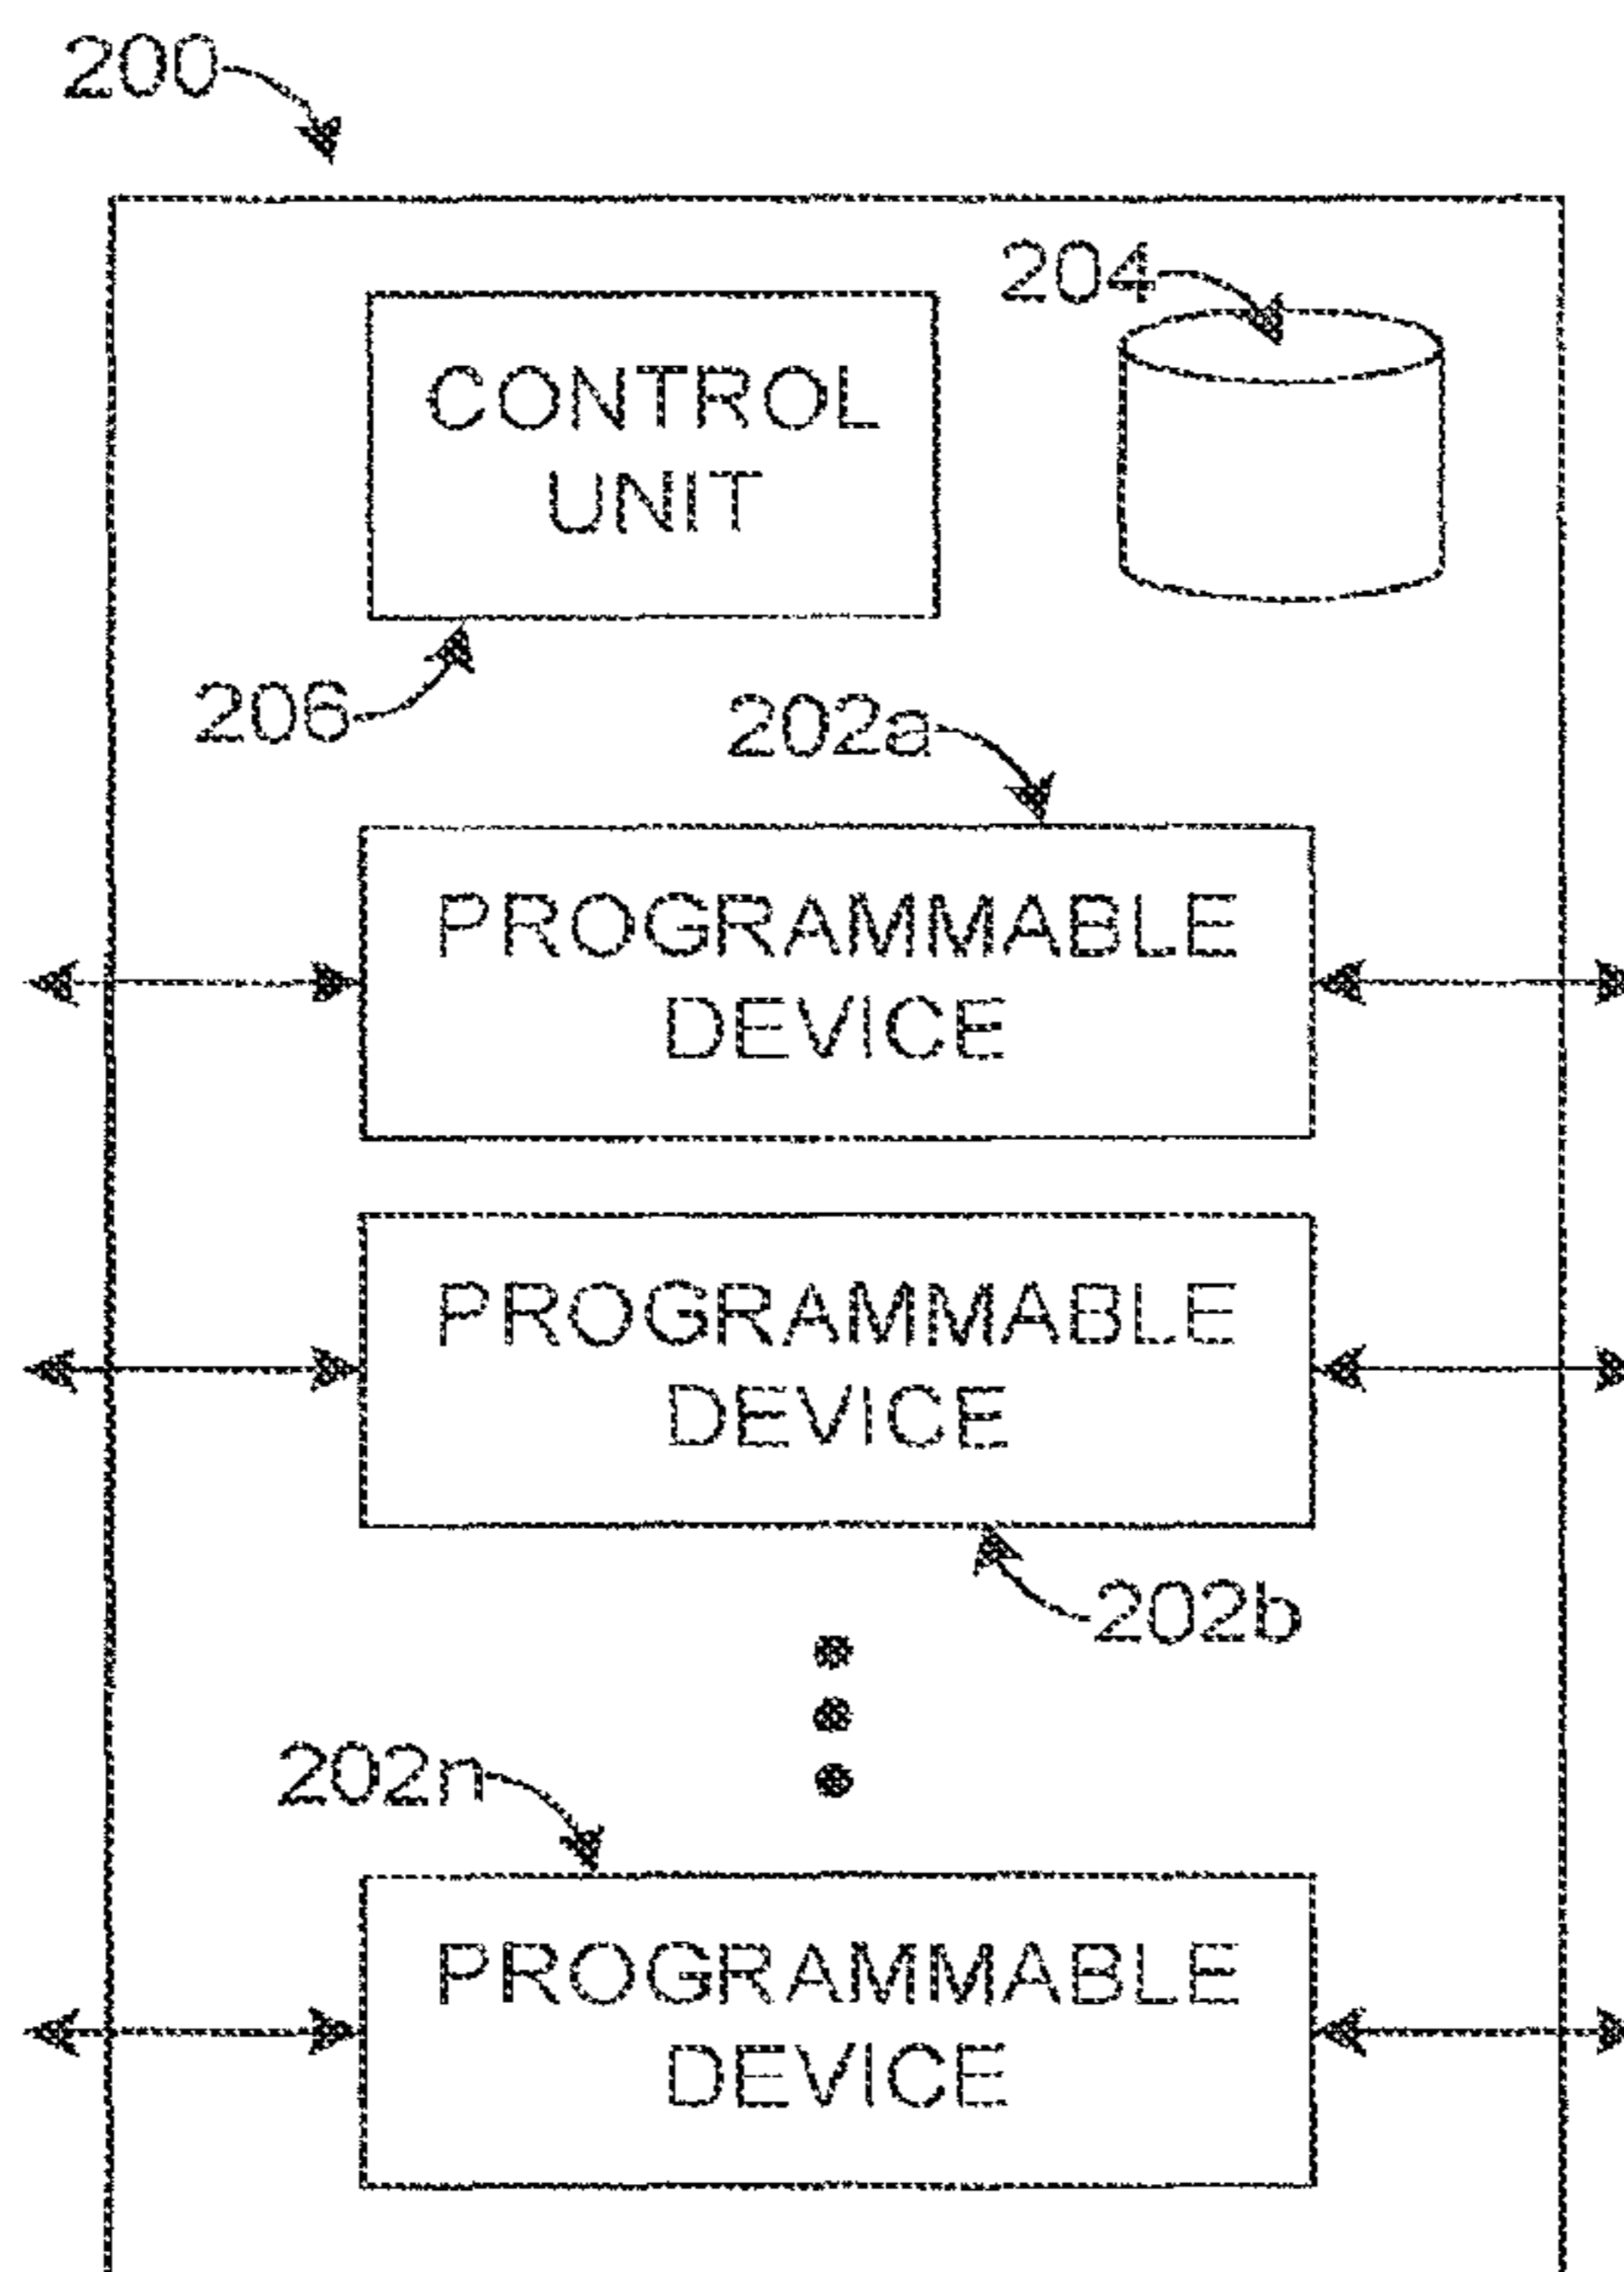 200
204
CONTROL
UNIT
206
202a
PROGRAMMABLE
DEVICE
PROGRAMMABLE
DEVICE
202b
202n
PROGRAMMABLE
DEVICE